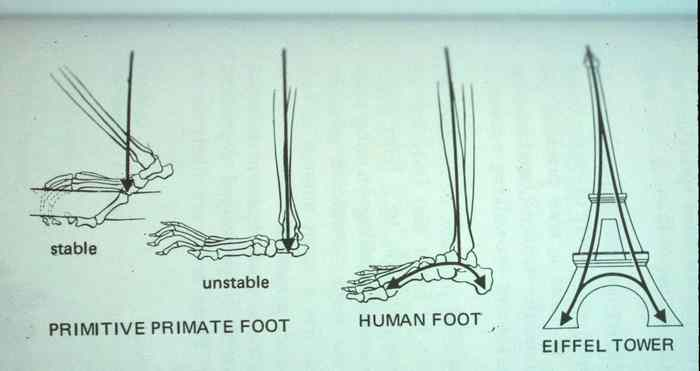 stable
unstable
PRIMITIVE PRIMATE FOOT
HUMAN FOOT
EIFFEL TOWER